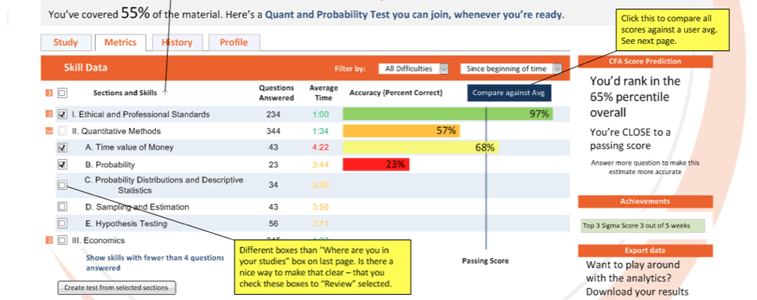 You've covered 55% of the material. Here's a Quant and Probability Test you can join, whenever you're ready.
Click this to compare all
scores against a user avg.
See next page.
Study Metrics History Profile
Skill Data
Filter by: All Difficulties Since beginning of time
CFA Score Prediction
Sections and Skills
Questions
Answered
Average
Time
Accuracy (Percent Correct)
Compare against Avg
I. Ethical and Professional Standards 234 1:00 97%
II. Quantitative Methods 344 1:34 57%
A. Time value of Money 43 4:22 68%
B. Probability 23 3:44 23%
C. Probability Distributions and Descriptive
Statistics
34 2:60
D. Sampling and Estimation 43 3:56
E. Hypothesis Testing 56 3:11
III. Economics
Show skills with fewer than 4 questions
answered
Create test from selected sections
Different boxes than "Where are you in
your studies" box on last page. Is there a
nice way to make that clear – that you
check these boxes to "Review" selected.
Passing Score
You'd rank in the
65% percentile
overall
You're CLOSE to a
passing score
Answer more question to make this
estimate more accurate
Achievements
Top 3 Sigma Score 3 out of 5 weeks
Export data
Want to play around
with the analytics?
Download your results